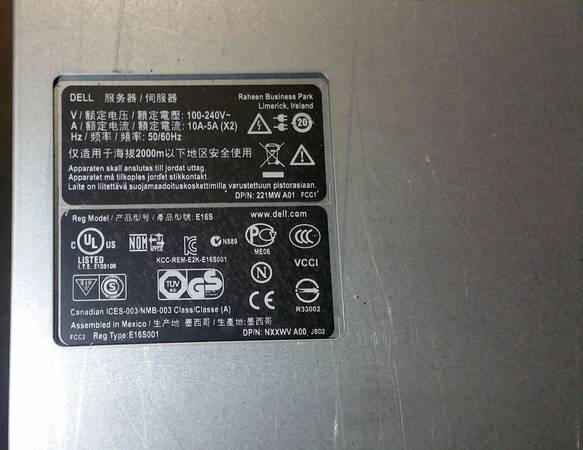 DELL 服务器 / 伺服器
Raheen Business Park
Limerick, Ireland
V / 额定电压 / 額定電壓: 100-240V~
A / 额定电流 / 額定電流: 10A-5A (X2)
Hz / 频率 / 頻率: 50/60Hz
20
仅适用于海拔2000m以下地区安全使用
Apparaten skall anslutas till jordat uttag.
Apparatet må tilkoples jordet stikkontakt.
Laite on liitettävä suojamaadoituskoskettimilla varustettuun pistorasiaan.
DP/N: 221MW A01 FCC1
Reg Model / 产品型号 / 產品型號: E16S
www.dell.com
C UL US
LISTED
I.T.E. E105106
NOM
KCC-REM-E2K-E16S001
N889
ME06
CCC
VCCI
N
S
TUV
GS
CE
R33002
Canadian ICES-003/NMB-003 Class/Classe (A)
Assembled in Mexico / 生产地 墨西哥 / 生產地: 墨西哥
FCC2 Reg Type: E16S001
DP/N: NXXWV A00 JSD2